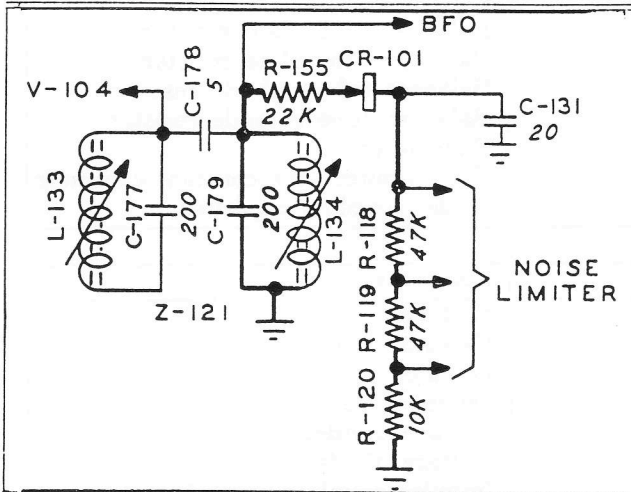 BFO
CR-101
C-178
5
R-155
22K
V-104
C-131
20
L-133
C-177
200
C-179
200
L-134
Z-121
R-118
47K
R-119
47K
R-120
10K
NOISE
LIMITER